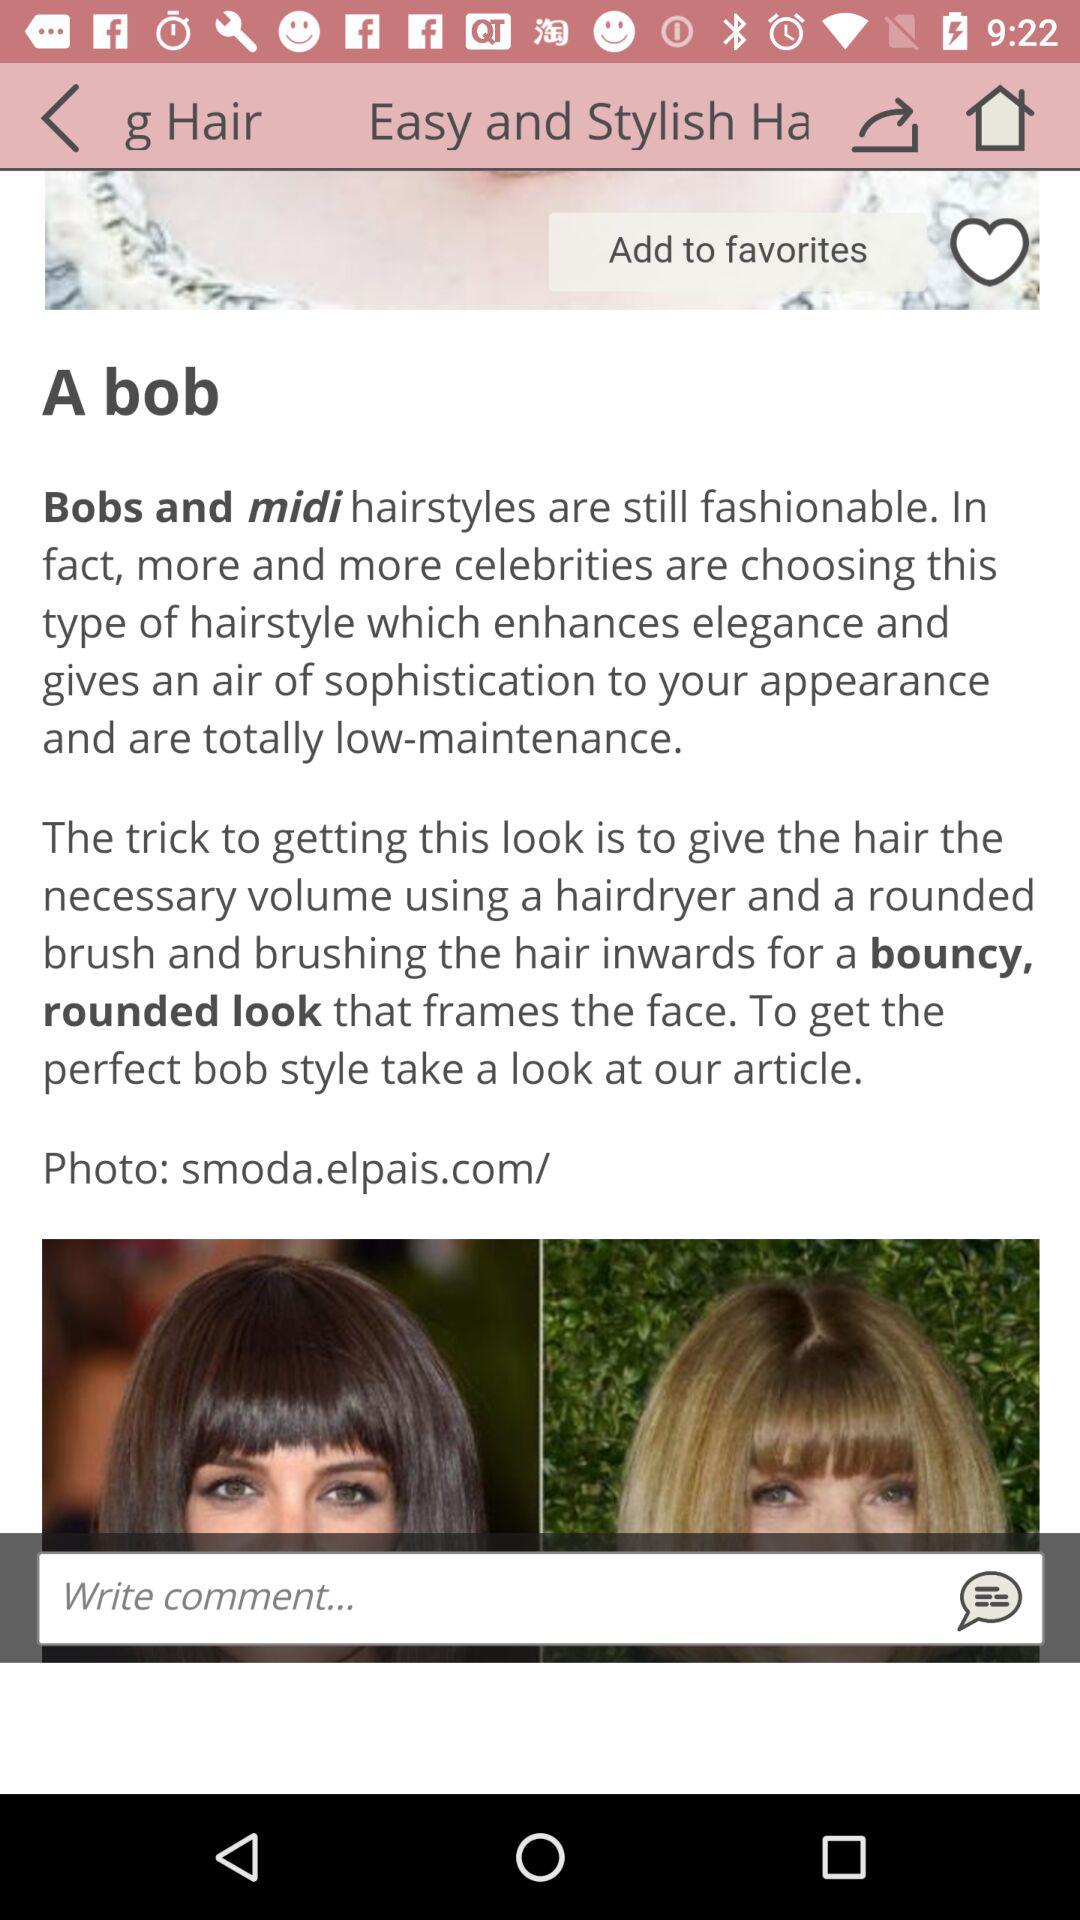 QT 淘 9:22
g Hair Easy and Stylish Ha
Add to favorites
A bob
Bobs and midi hairstyles are still fashionable. In
fact, more and more celebrities are choosing this
type of hairstyle which enhances elegance and
gives an air of sophistication to your appearance
and are totally low-maintenance.
The trick to getting this look is to give the hair the
necessary volume using a hairdryer and a rounded
brush and brushing the hair inwards for a bouncy,
rounded look that frames the face. To get the
perfect bob style take a look at our article.
Photo: smoda.elpais.com/
Write comment...